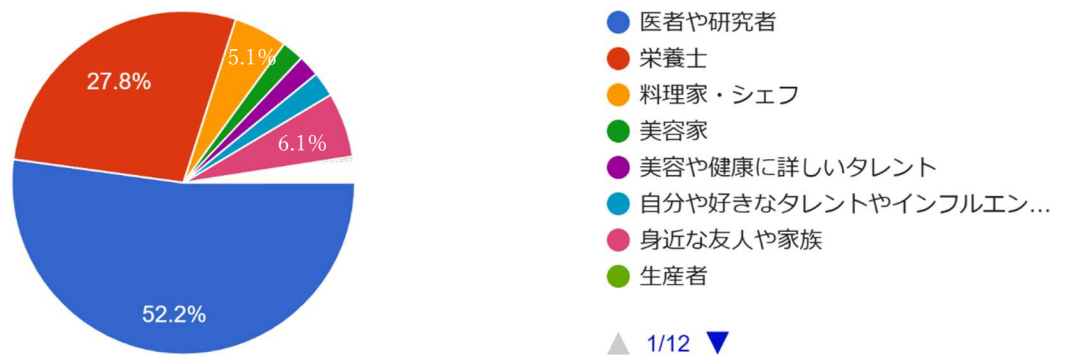 27.8%
5.1%
6.1%
52.2%
医者や研究者
栄養士
料理家・シェフ
美容家
美容や健康に詳しいタレント
自分や好きなタレントやインフルエン...
身近な友人や家族
生産者
1/12